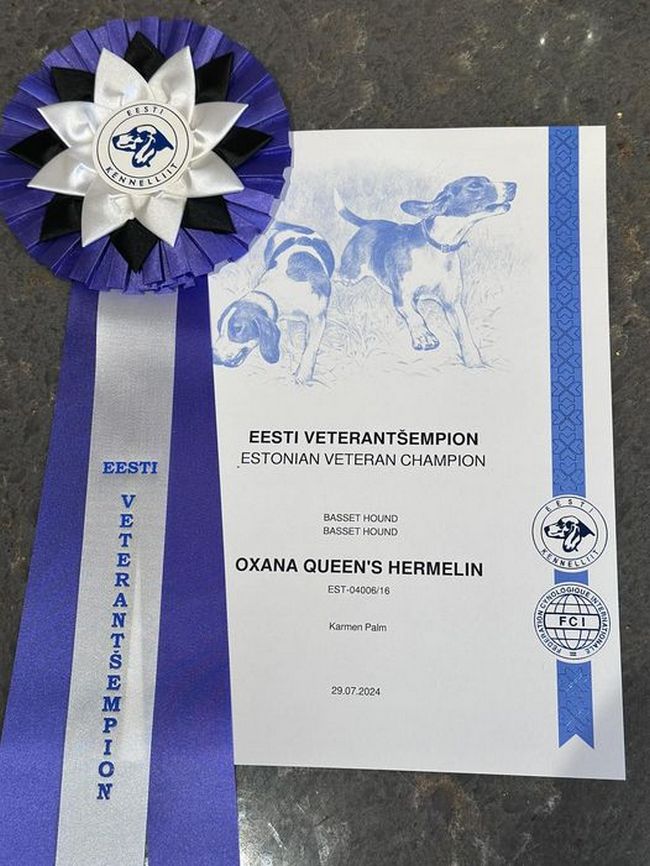 EESTI
KENNELLIIT
EESTI
VETERANTŠEMPION
EESTI VETERANTŠEMPION
ESTONIAN VETERAN CHAMPION
BASSET HOUND
BASSET HOUND
OXANA QUEEN'S HERMELIN
EST-04006/16
Karmen Palm
29.07.2024
EESTI
KENNELLIIT
FEDERATION CYNOLOGIQUE INTERNATIONALE
FCI